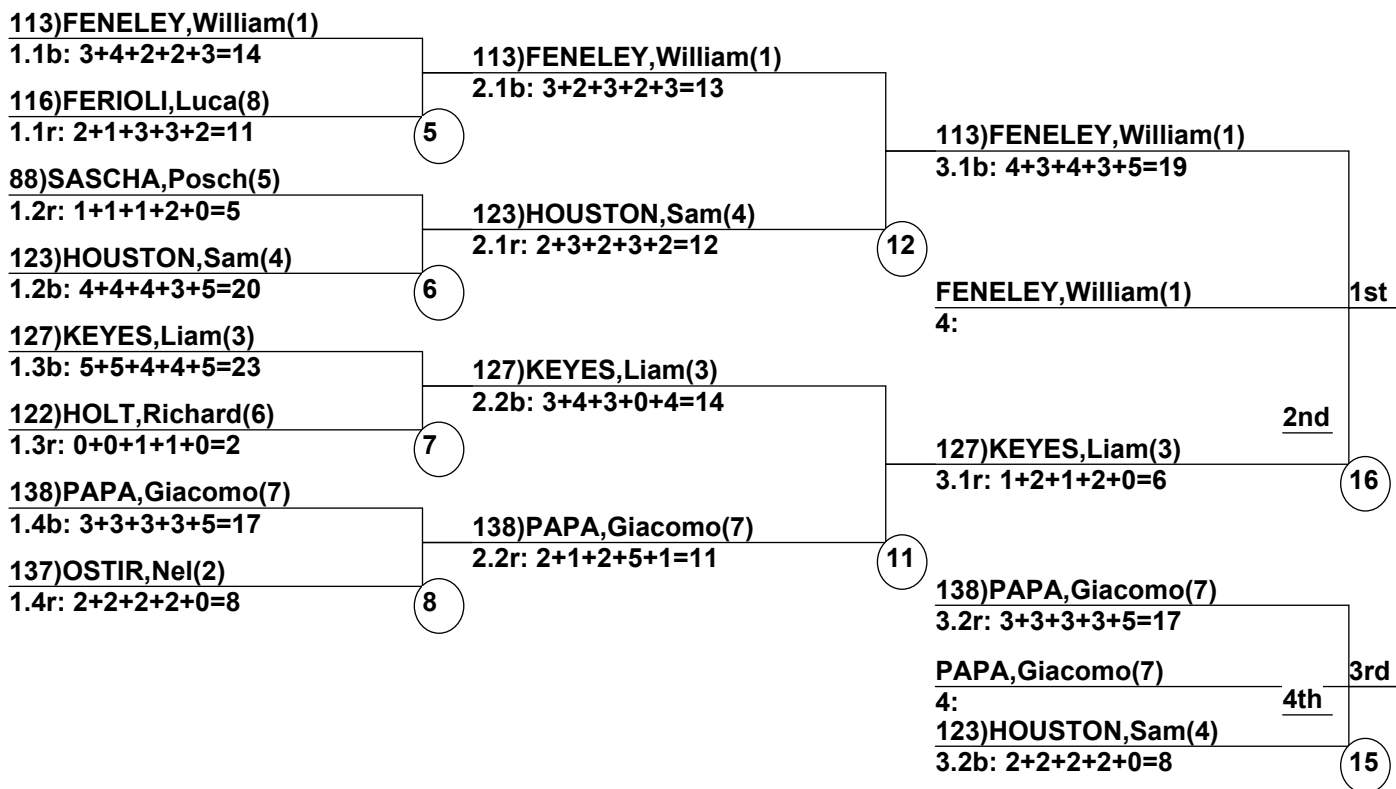 113)FENELEY,William(1)
1.1b: 3+4+2+2+3=14
116)FERIOLI,Luca(8)
1.1r: 2+1+3+3+2=11
5
88)SASCHA,Posch(5)
1.2r: 1+1+1+2+0=5
123)HOUSTON,Sam(4)
1.2b: 4+4+4+3+5=20
6
127)KEYES,Liam(3)
1.3b: 5+5+4+4+5=23
122)HOLT,Richard(6)
1.3r: 0+0+1+1+0=2
7
138)PAPA,Giacomo(7)
1.4b: 3+3+3+3+5=17
137)OSTIR,Nel(2)
1.4r: 2+2+2+2+0=8
8
113)FENELEY,William(1)
2.1b: 3+2+3+2+3=13
123)HOUSTON,Sam(4)
2.1r: 2+3+2+3+2=12
12
127)KEYES,Liam(3)
2.2b: 3+4+3+0+4=14
138)PAPA,Giacomo(7)
2.2r: 2+1+2+5+1=11
11
113)FENELEY,William(1)
3.1b: 4+3+4+3+5=19
FENELEY,William(1) 1st
4:
2nd
127)KEYES,Liam(3)
3.1r: 1+2+1+2+0=6
16
138)PAPA,Giacomo(7)
3.2r: 3+3+3+3+5=17
PAPA,Giacomo(7) 3rd
4: 4th
123)HOUSTON,Sam(4)
3.2b: 2+2+2+2+0=8
15